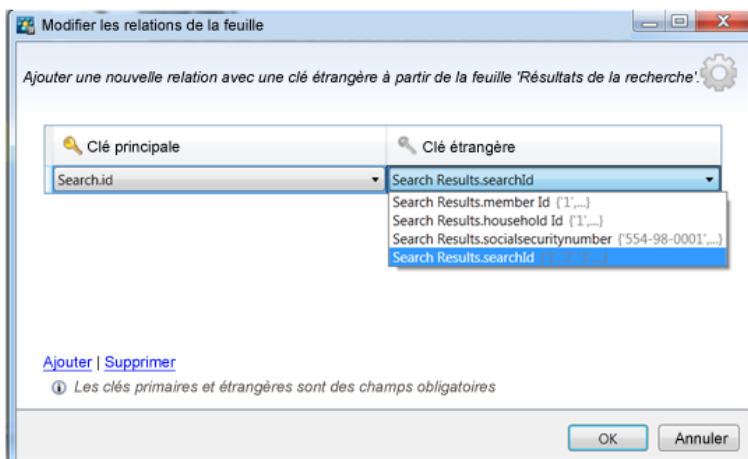 Modifier les relations de la feuille
Ajouter une nouvelle relation avec une clé étrangère à partir de la feuille 'Résultats de la recherche'.
Clé principale
Clé étrangère
Search.id
Search Results.searchId
Search Results.member Id {'1',...}
Search Results.household Id {'1',...}
Search Results.socialsecuritynumber {'554-98-0001',...}
Search Results.searchId
Ajouter | Supprimer
Les clés primaires et étrangères sont des champs obligatoires
OK
Annuler